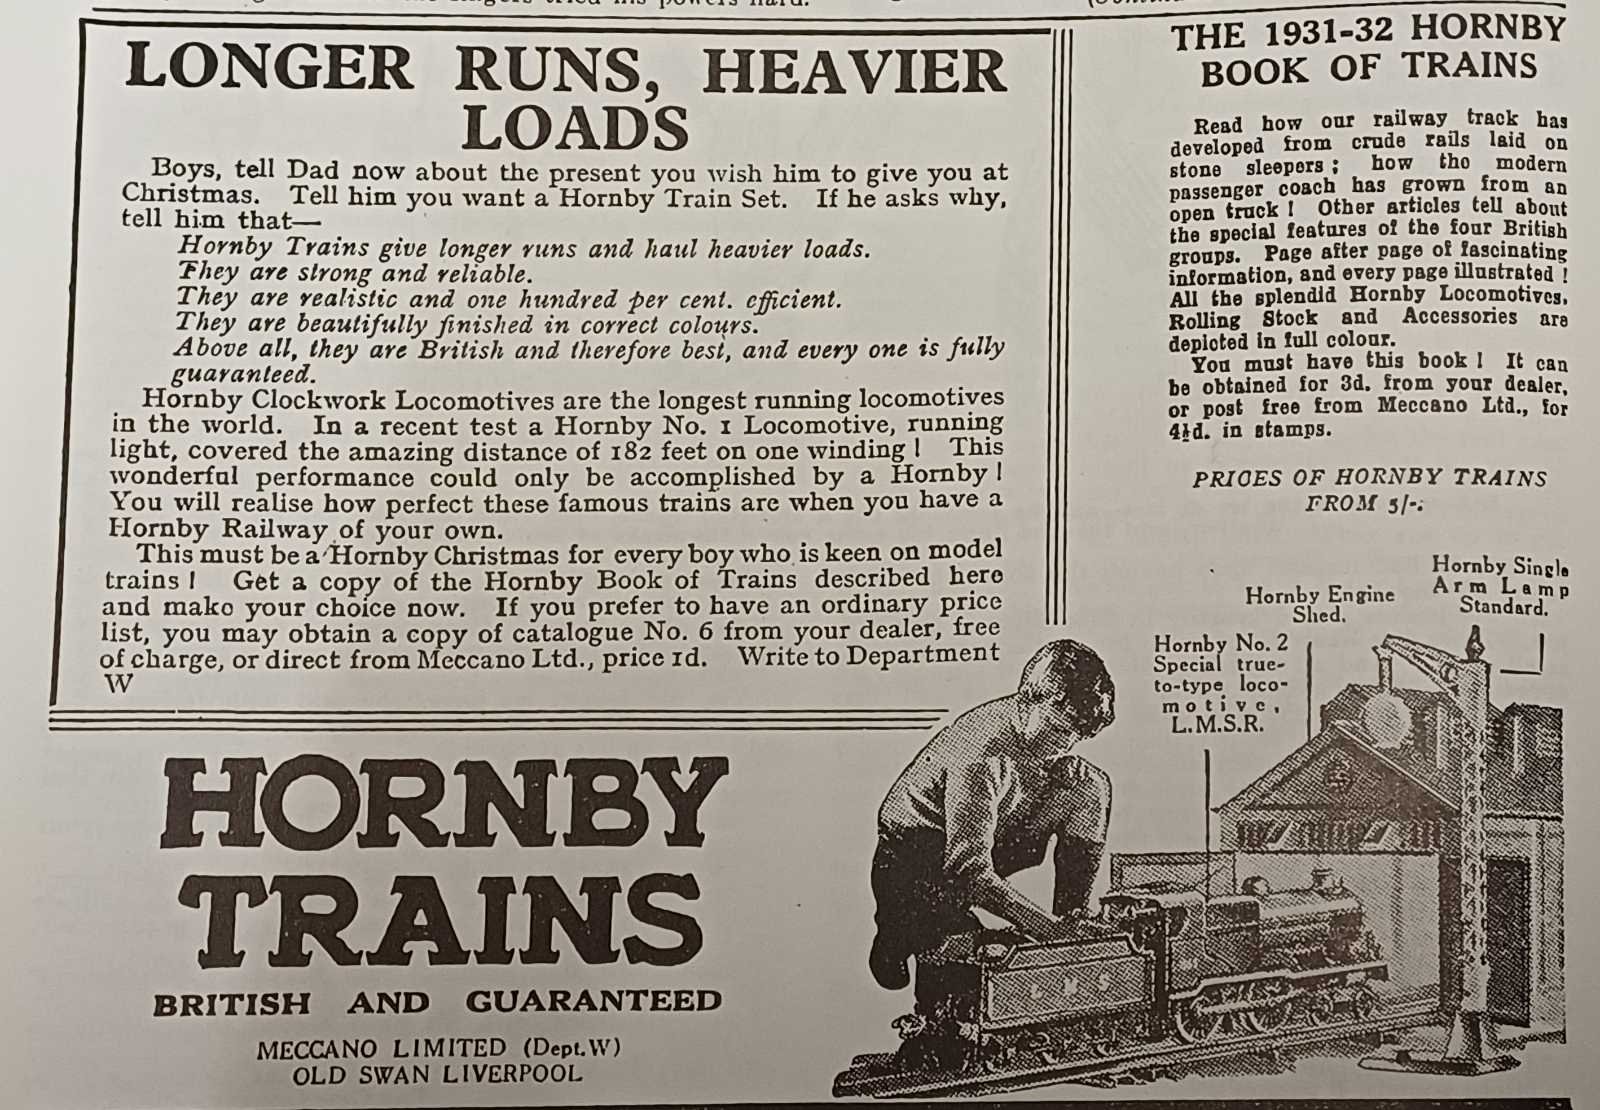 tried his powers hard.
LONGER RUNS, HEAVIER
LOADS
Boys, tell Dad now about the present you wish him to give you at
Christmas. Tell him you want a Hornby Train Set. If he asks why,
tell him that—
Hornby Trains give longer runs and haul heavier loads.
They are strong and reliable.
They are realistic and one hundred per cent. efficient.
They are beautifully finished in correct colours.
Above all, they are British and therefore best, and every one is fully
guaranteed.
Hornby Clockwork Locomotives are the longest running locomotives
in the world. In a recent test a Hornby No. 1 Locomotive, running
light, covered the amazing distance of 182 feet on one winding! This
wonderful performance could only be accomplished by a Hornby!
You will realise how perfect these famous trains are when you have a
Hornby Railway of your own.
This must be a Hornby Christmas for every boy who is keen on model
trains! Get a copy of the Hornby Book of Trains described here
and make your choice now. If you prefer to have an ordinary price
list, you may obtain a copy of catalogue No. 6 from your dealer, free
of charge, or direct from Meccano Ltd., price 1d. Write to Department
W
HORNBY
TRAINS
BRITISH AND GUARANTEED
MECCANO LIMITED (Dept.W)
OLD SWAN LIVERPOOL
THE 1931-32 HORNBY
BOOK OF TRAINS
Read how our railway track has
developed from crude rails laid on
stone sleepers; how the modern
passenger coach has grown from an
open truck! Other articles tell about
the special features of the four British
groups. Page after page of fascinating
information, and every page illustrated!
All the splendid Hornby Locomotives,
Rolling Stock and Accessories are
depicted in full colour.
You must have this book! It can
be obtained for 3d. from your dealer,
or post free from Meccano Ltd., for
4½d. in stamps.
PRICES OF HORNBY TRAINS
FROM 5/-.
Hornby Single
Arm Lamp
Standard.
Hornby Engine
Shed.
Hornby No. 2
Special true-
to-type loco-
motive,
L.M.S.R.
LMS